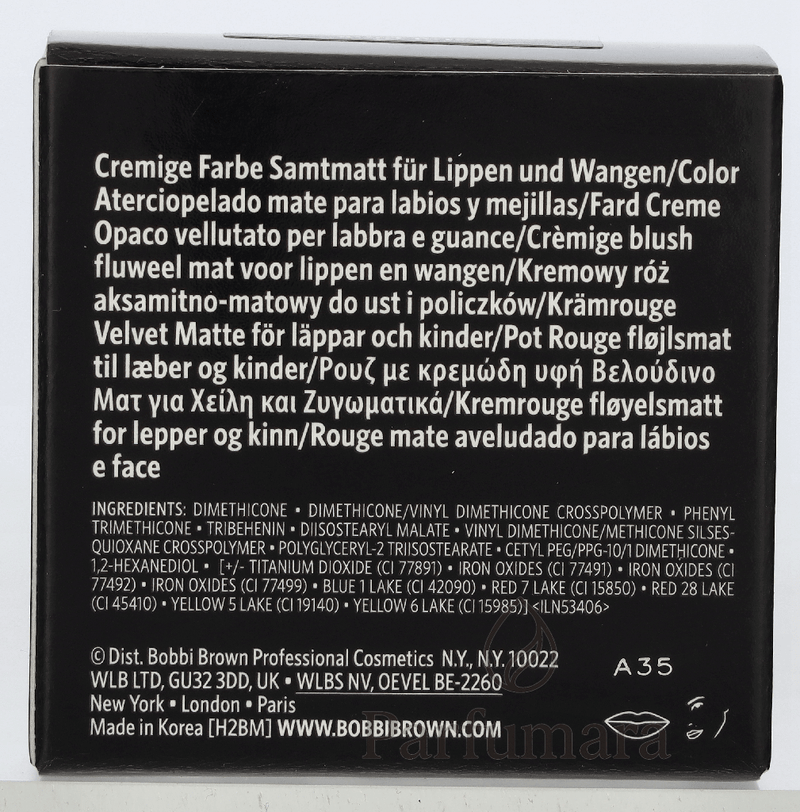 Cremige Farbe Samtmatt für Lippen und Wangen/Color
Aterciopelado mate para labios y mejillas/Fard Creme
Opaco vellutato per labbra e guance/Crèmige blush
fluweel mat voor lippen en wangen/Kremowy róż
aksamitno-matowy do ust i policzków/Krämrouge
Velvet Matte för läppar och kinder/Pot Rouge fløjlsmat
til læber og kinder/Ρουζ με κρεμώδη υφή Βελούδινο
Ματ για Χείλη και Ζυγωματικά/Kremrouge fløyelsmatt
for lepper og kinn/Rouge mate aveludado para lábios
e face
INGREDIENTS: DIMETHICONE • DIMETHICONE/VINYL DIMETHICONE CROSSPOLYMER • PHENYL
TRIMETHICONE • TRIBEHENIN • DIISOSTEARYL MALATE • VINYL DIMETHICONE/METHICONE SILSES-
QUIOXANE CROSSPOLYMER • POLYGLYCERYL-2 TRIISOSTEARATE • CETYL PEG/PPG-10/1 DIMETHICONE •
1,2-HEXANEDIOL • [+/- TITANIUM DIOXIDE (CI 77891) • IRON OXIDES (CI 77491) • IRON OXIDES (CI
77492) • IRON OXIDES (CI 77499) • BLUE 1 LAKE (CI 42090) • RED 7 LAKE (CI 15850) • RED 28 LAKE
(CI 45410) • YELLOW 5 LAKE (CI 19140) • YELLOW 6 LAKE (CI 15985)] <ILN53406>
© Dist. Bobbi Brown Professional Cosmetics N.Y., N.Y. 10022
WLB LTD, GU32 3DD, UK • WLBS NV, OEVEL BE-2260
New York • London • Paris
Made in Korea [H2BM] WWW.BOBBIBROWN.COM
A35
Parfumara